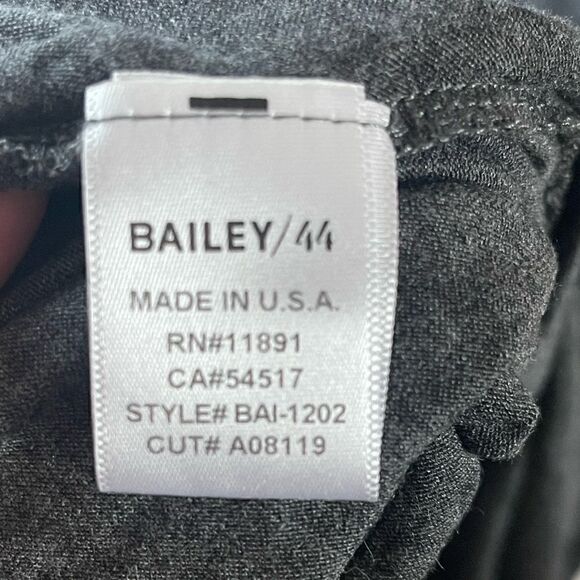 BAILEY/44
MADE IN U.S.A.
RN#11891
CA#54517
STYLE# BAI-1202
CUT# A08119